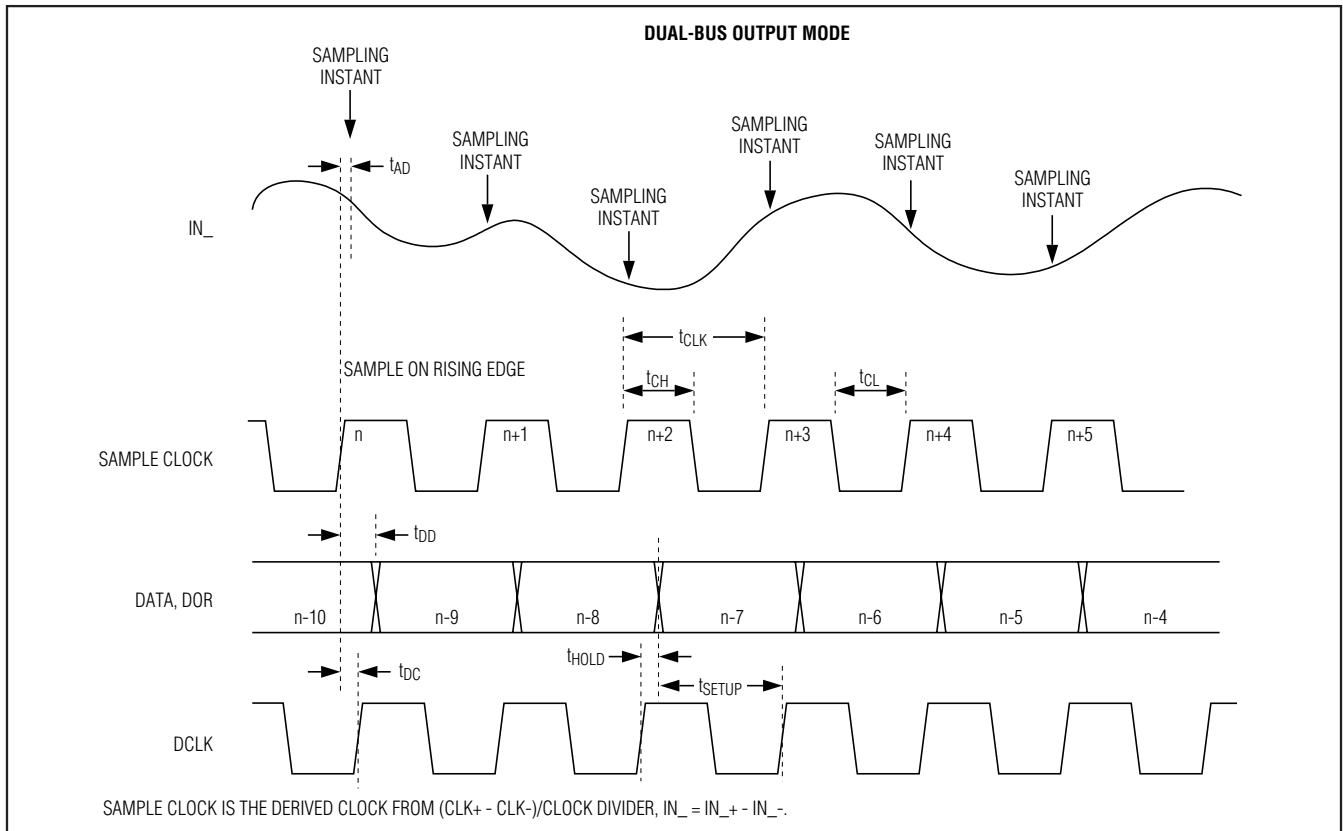 DUAL-BUS OUTPUT MODE
SAMPLING
INSTANT
SAMPLING
INSTANT
SAMPLING
INSTANT
SAMPLING
INSTANT
SAMPLING
INSTANT
SAMPLING
INSTANT
tAD
IN_
tCLK
SAMPLE ON RISING EDGE
tCH
tCL
n n+1 n+2 n+3 n+4 n+5
SAMPLE CLOCK
tDD
DATA, DOR
n-10 n-9 n-8 n-7 n-6 n-5 n-4
tHOLD
tDC
tSETUP
DCLK
SAMPLE CLOCK IS THE DERIVED CLOCK FROM (CLK+ - CLK-)/CLOCK DIVIDER, IN_ = IN_+ - IN_-.